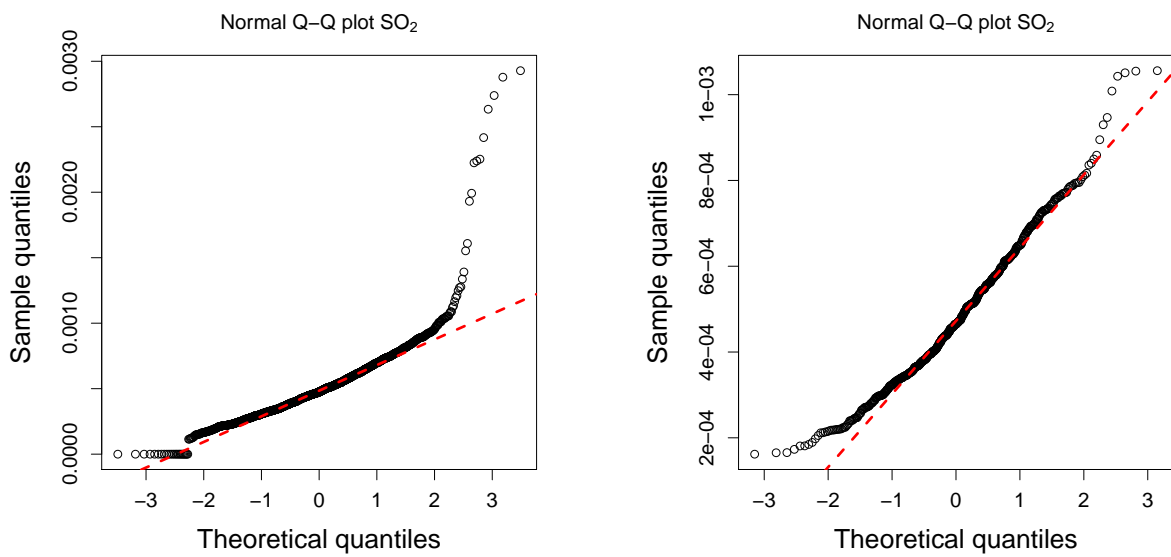 Normal Q−Q plot SO₂
Sample quantiles
0.0030
0.0020
0.0010
0.0000
−3 −2 −1 0 1 2 3
Theoretical quantiles
Normal Q−Q plot SO₂
Sample quantiles
1e−03
8e−04
6e−04
4e−04
2e−04
−3 −2 −1 0 1 2 3
Theoretical quantiles